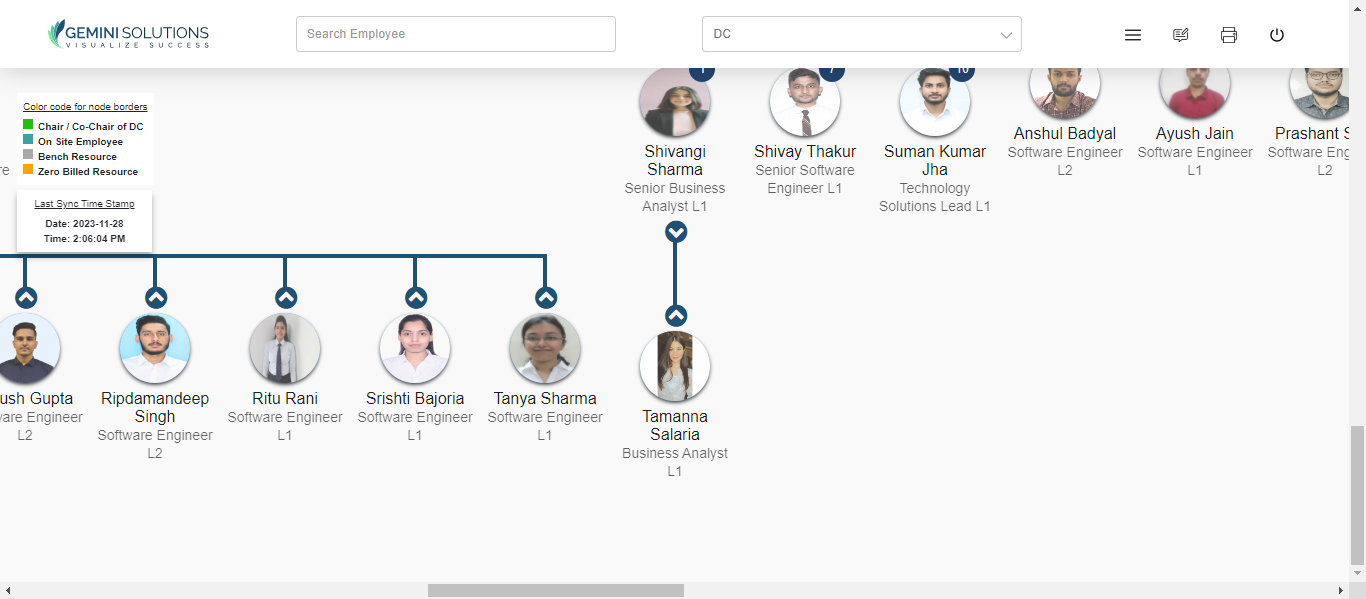 GEMINI SOLUTIONS
VISUALIZE SUCCESS
Search Employee
DC
Color code for node borders
Chair / Co-Chair of DC
On Site Employee
Bench Resource
Zero Billed Resource
Last Sync Time Stamp
Date: 2023-11-28
Time: 2:06:04 PM
re
1
7
10
Shivangi
Sharma
Senior Business
Analyst L1
Shivay Thakur
Senior Software
Engineer L1
Suman Kumar
Jha
Technology
Solutions Lead L1
Anshul Badyal
Software Engineer
L2
Ayush Jain
Software Engineer
L1
Prashant S
Software Eng
L2
ush Gupta
vare Engineer
L2
Ripdamandeep
Singh
Software Engineer
L2
Ritu Rani
Software Engineer
L1
Srishti Bajoria
Software Engineer
L1
Tanya Sharma
Software Engineer
L1
Tamanna
Salaria
Business Analyst
L1